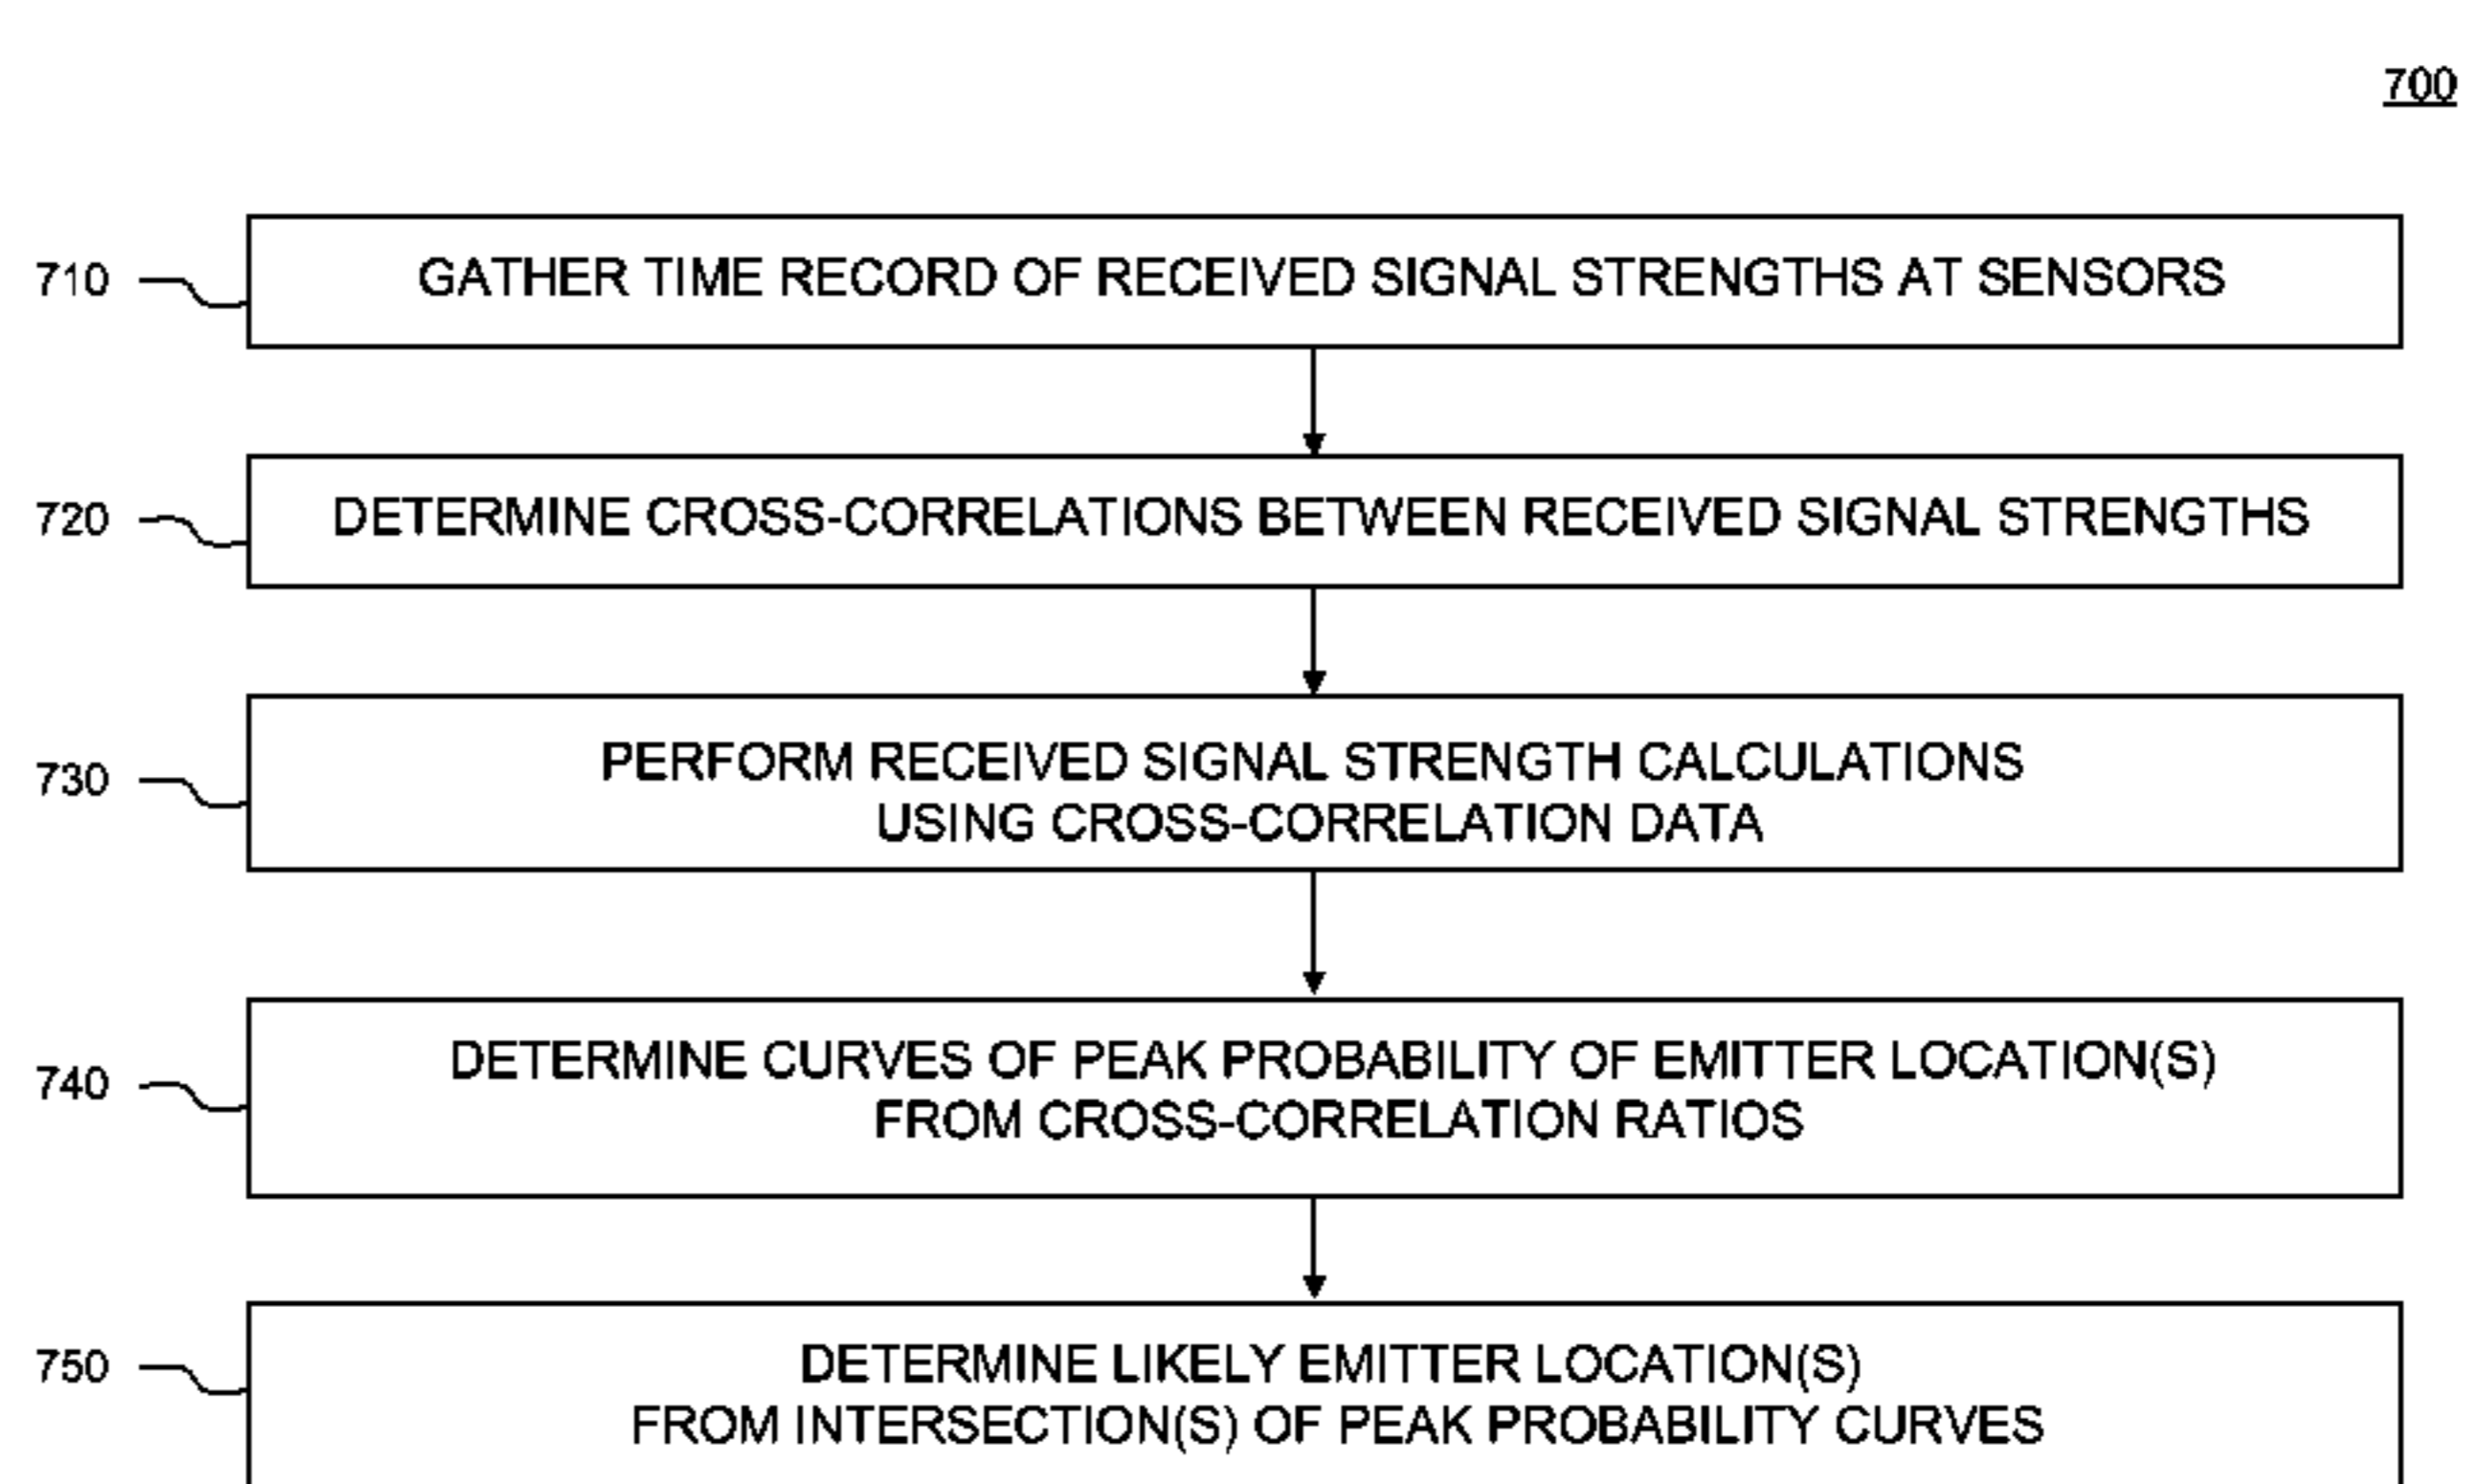 700
710
GATHER TIME RECORD OF RECEIVED SIGNAL STRENGTHS AT SENSORS
720
DETERMINE CROSS-CORRELATIONS BETWEEN RECEIVED SIGNAL STRENGTHS
730
PERFORM RECEIVED SIGNAL STRENGTH CALCULATIONS
USING CROSS-CORRELATION DATA
740
DETERMINE CURVES OF PEAK PROBABILITY OF EMITTER LOCATION(S)
FROM CROSS-CORRELATION RATIOS
750
DETERMINE LIKELY EMITTER LOCATION(S)
FROM INTERSECTION(S) OF PEAK PROBABILITY CURVES